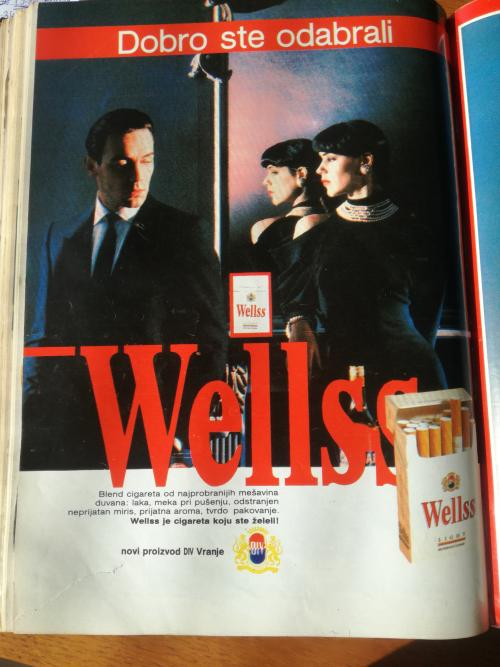 Dobro ste odabrali
Wellss
Wellss
Blend cigareta od najprobranijih mešavina
duvana: laka, meka pri pušenju, odstranjen
neprijatan miris, prijatna aroma, tvrdo pakovanje.
Wellss je cigareta koju ste želeli!
novi proizvod DIV Vranje
DIV
Wellss
LIGHT